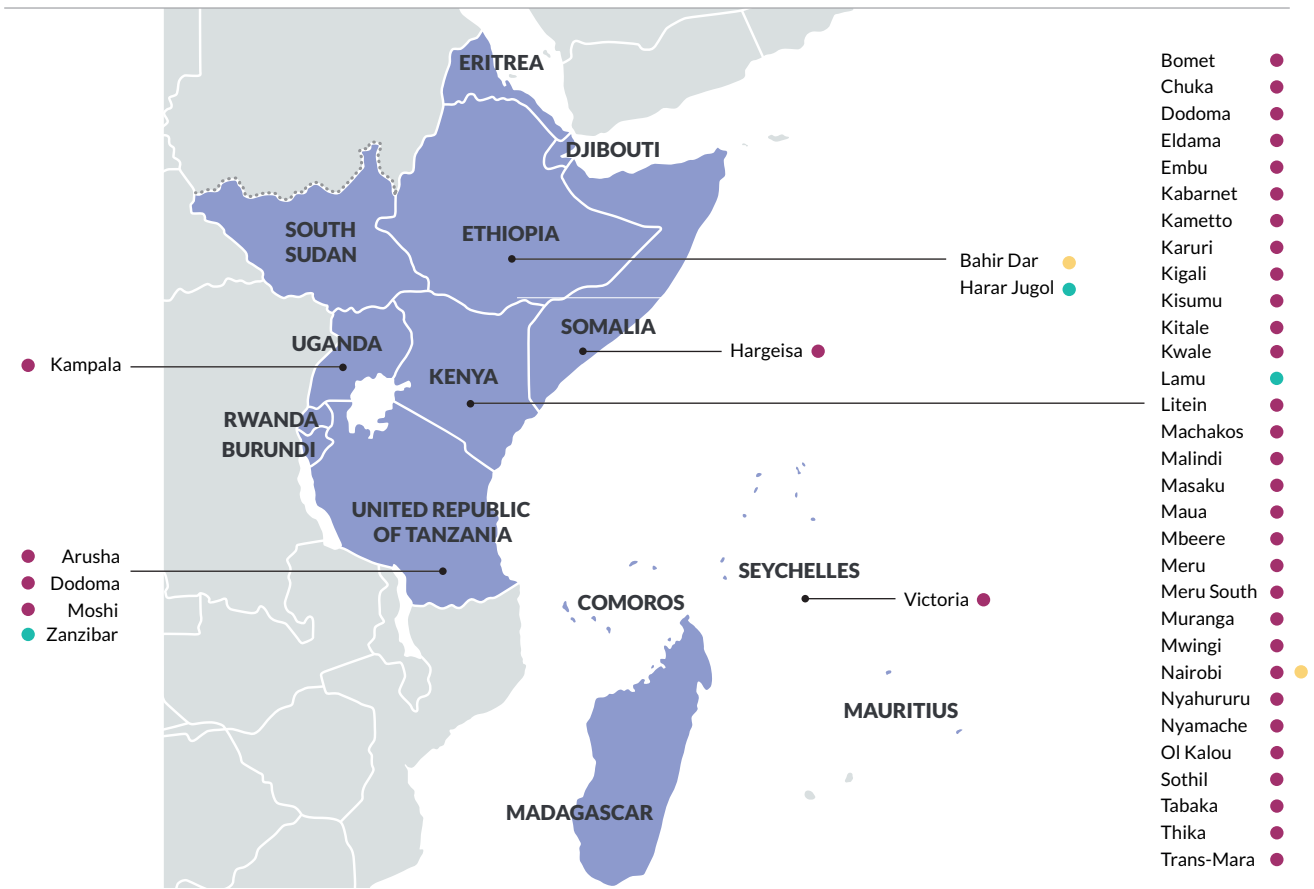 ERITREA
DJIBOUTI
SOUTH
SUDAN
ETHIOPIA
Bahir Dar
Harar Jugol
SOMALIA
UGANDA
Hargeisa
Kampala
KENYA
RWANDA
BURUNDI
UNITED REPUBLIC
OF TANZANIA
Arusha
Dodoma
Moshi
Zanzibar
SEYCHELLES
COMOROS
Victoria
MAURITIUS
MADAGASCAR
Bomet
Chuka
Dodoma
Eldama
Embu
Kabarnet
Kametto
Karuri
Kigali
Kisumu
Kitale
Kwale
Lamu
Litein
Machakos
Malindi
Masaku
Maua
Mbeere
Meru
Meru South
Muranga
Mwingi
Nairobi
Nyahururu
Nyamache
Ol Kalou
Sothil
Tabaka
Thika
Trans-Mara